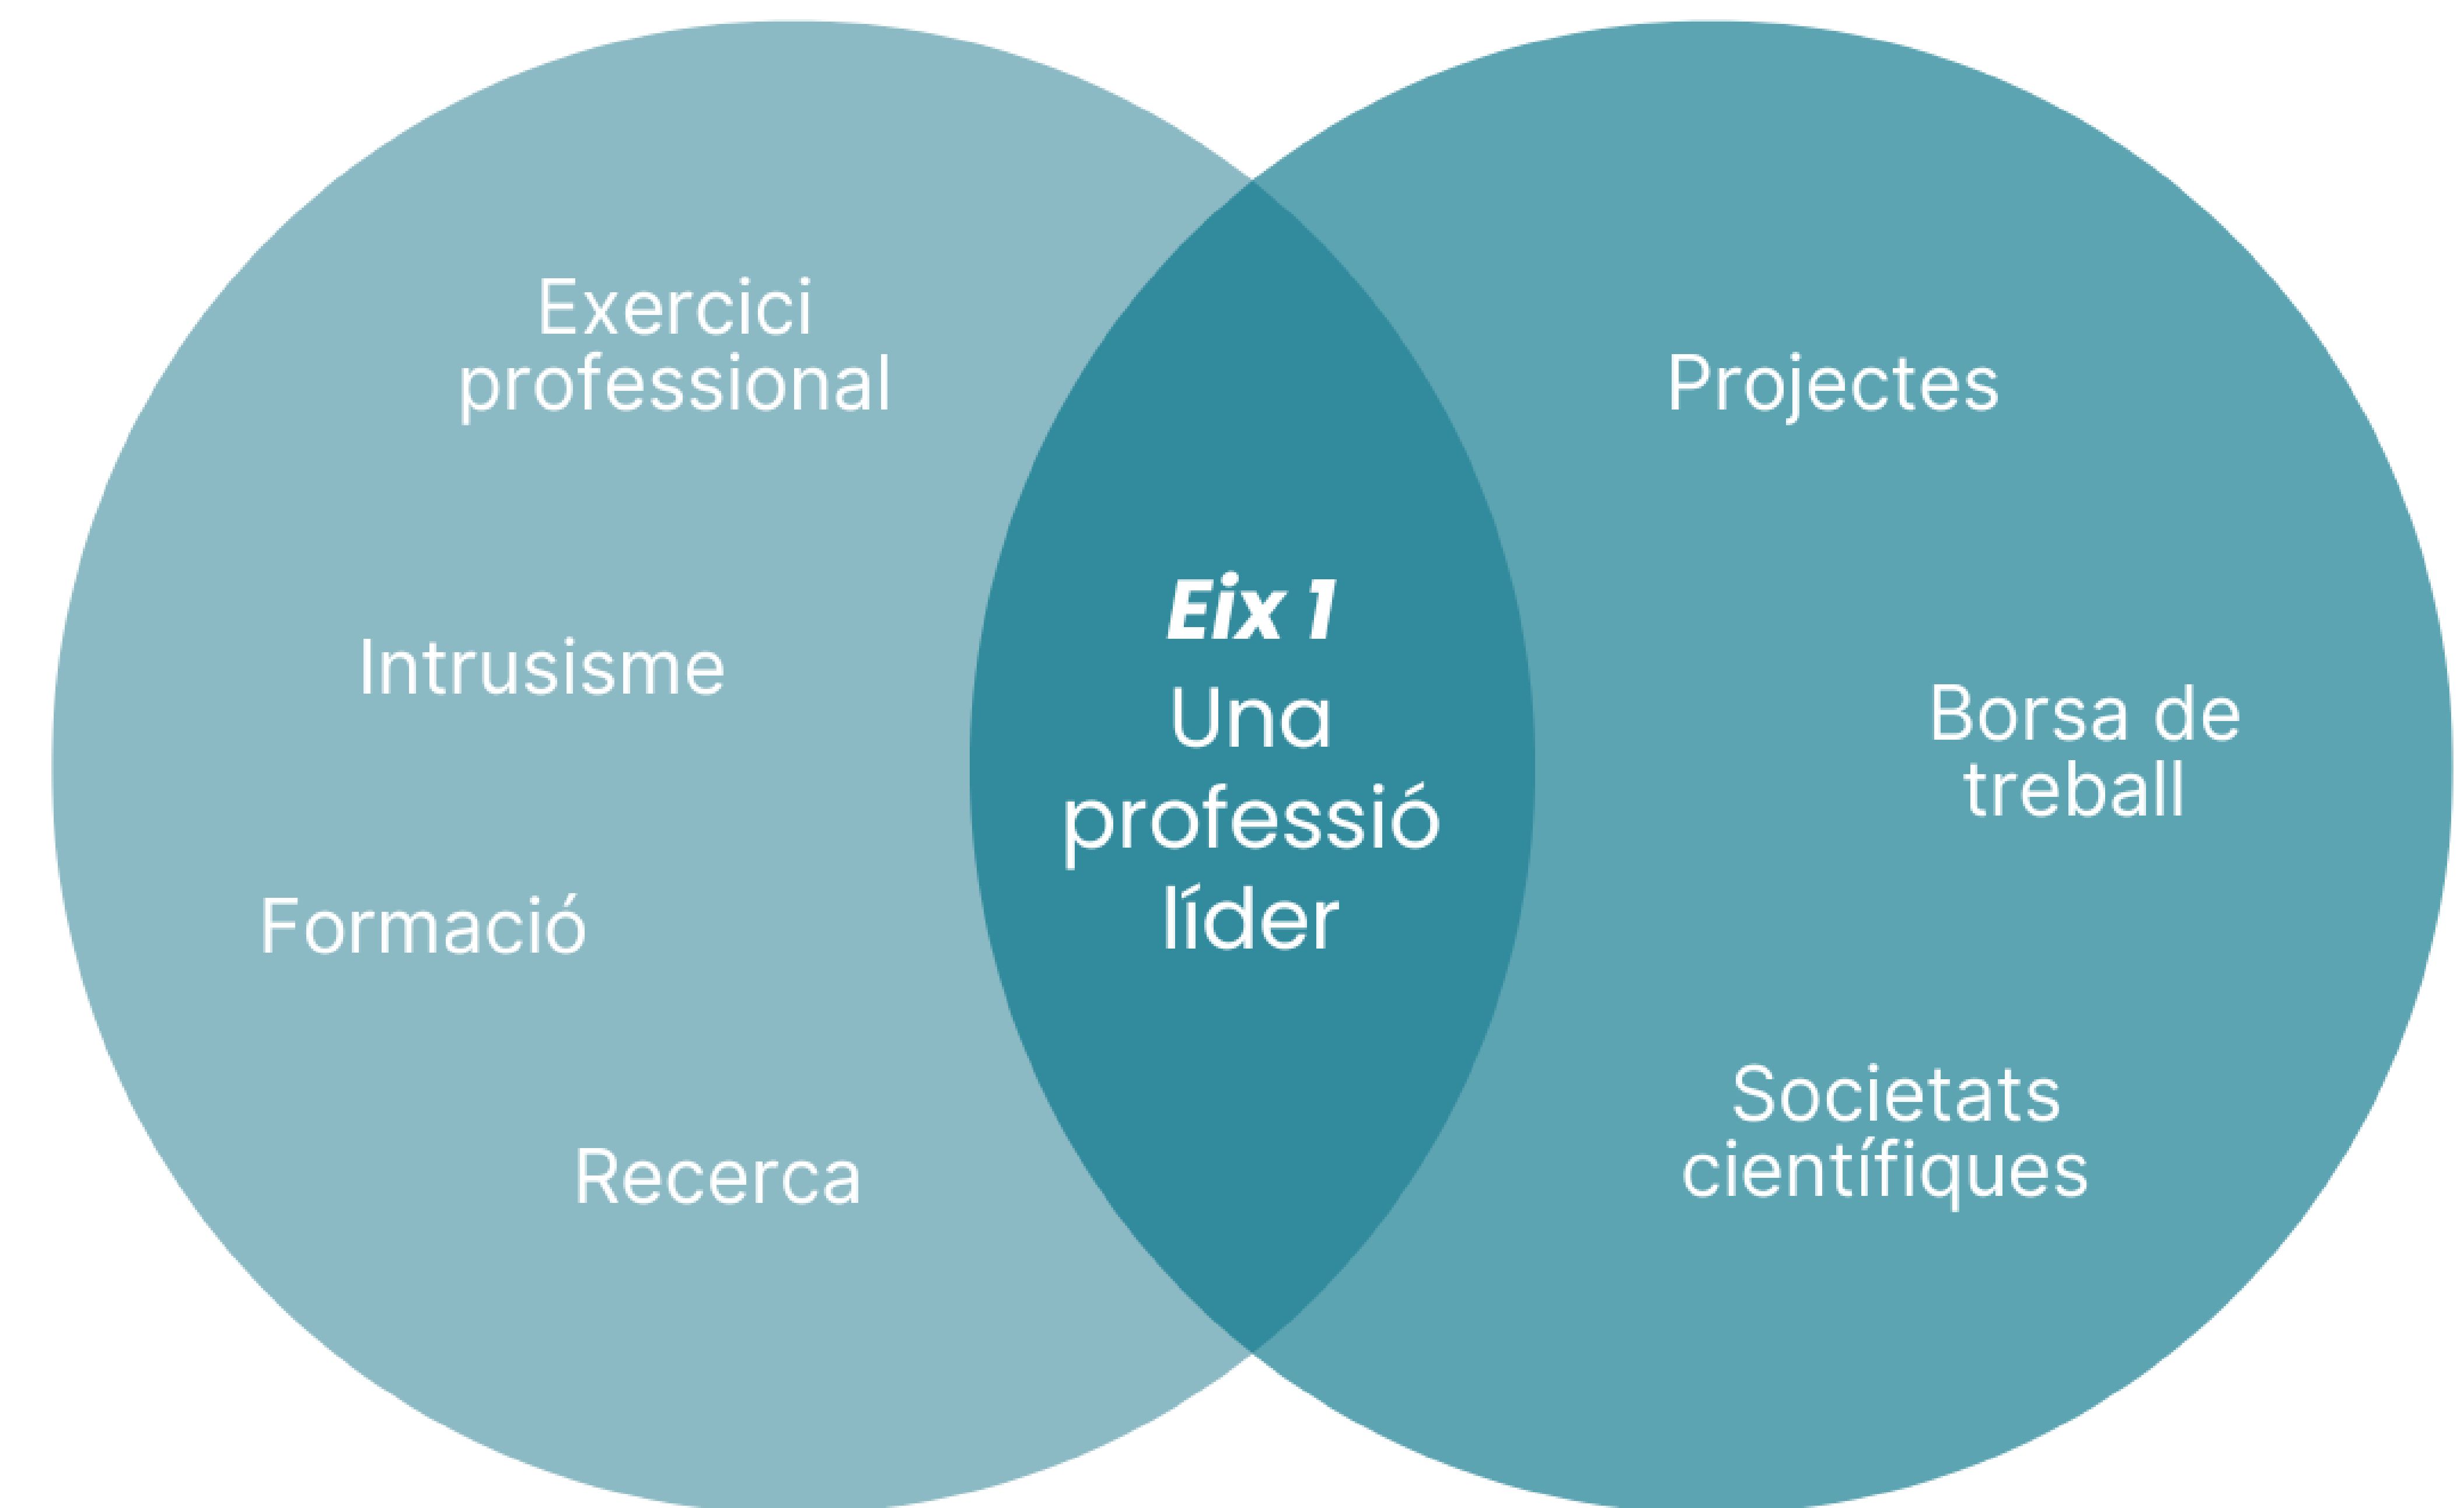 Exercici
professional
Intrusisme
Formació
Recerca
Eix 1
Una
professió
líder
Projectes
Borsa de
treball
Societats
científiques